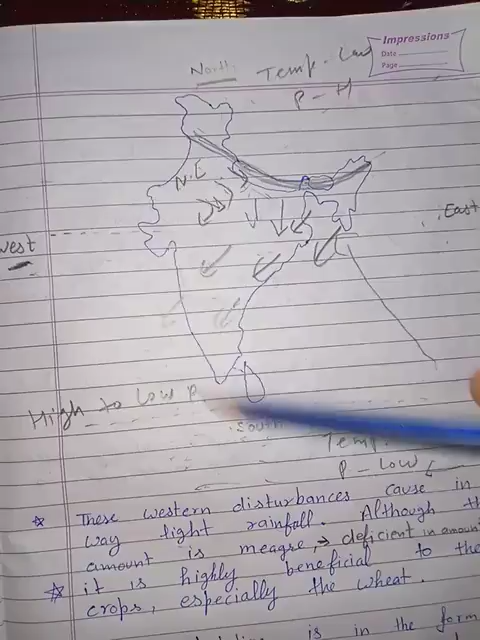 Impressions
Date
Page
North
Temp. Low
P - H
N.E
East
West
High to Low P
South
Temp.
P - Low
☆ These western disturbances cause in
way light rainfall. Although th
amount is meagre, → deficient in amount
☆ it is highly beneficial to the
crops, especially the wheat.
is in the form